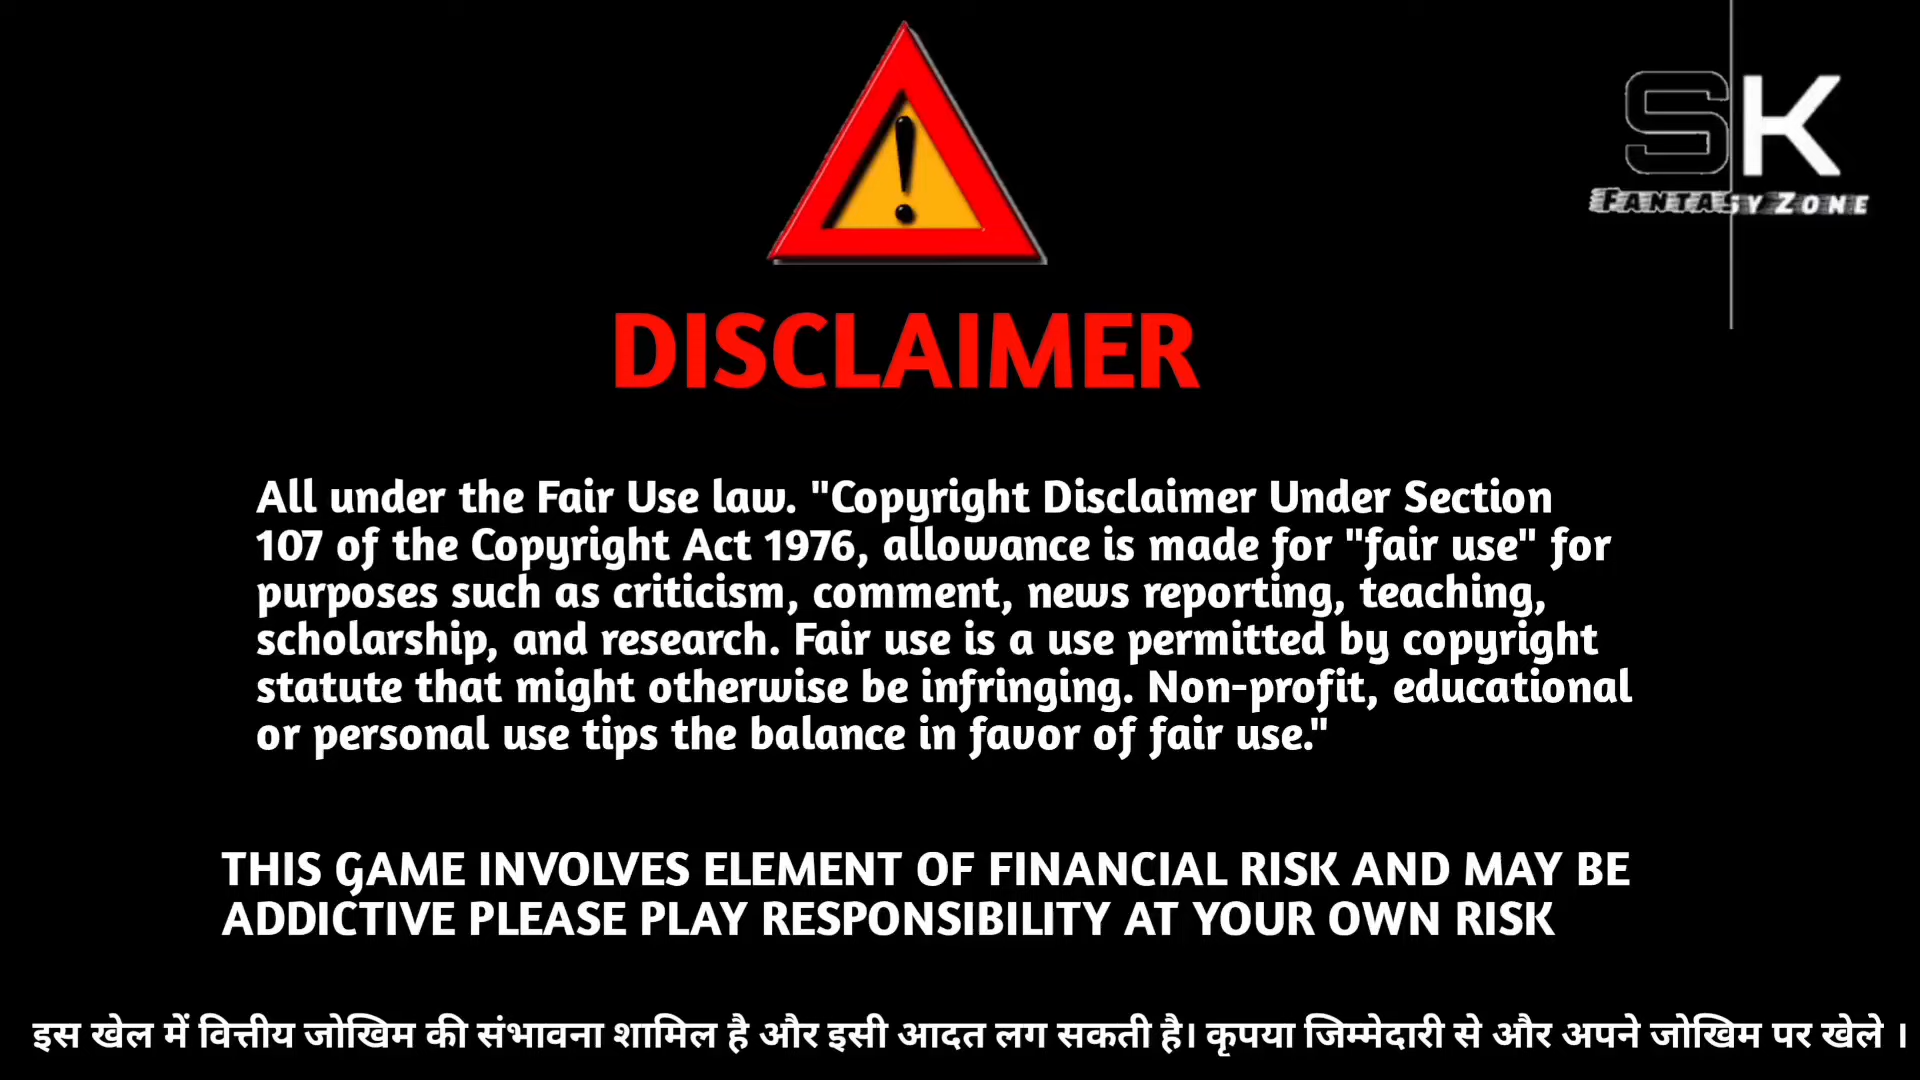 SK
FANTASY ZONE
DISCLAIMER
All under the Fair Use law. "Copyright Disclaimer Under Section
107 of the Copyright Act 1976, allowance is made for "fair use" for
purposes such as criticism, comment, news reporting, teaching,
scholarship, and research. Fair use is a use permitted by copyright
statute that might otherwise be infringing. Non-profit, educational
or personal use tips the balance in favor of fair use."
THIS GAME INVOLVES ELEMENT OF FINANCIAL RISK AND MAY BE
ADDICTIVE PLEASE PLAY RESPONSIBILITY AT YOUR OWN RISK
इस खेल में वित्तीय जोखिम की संभावना शामिल है और इसी आदत लग सकती है। कृपया जिम्मेदारी से और अपने जोखिम पर खेले ।